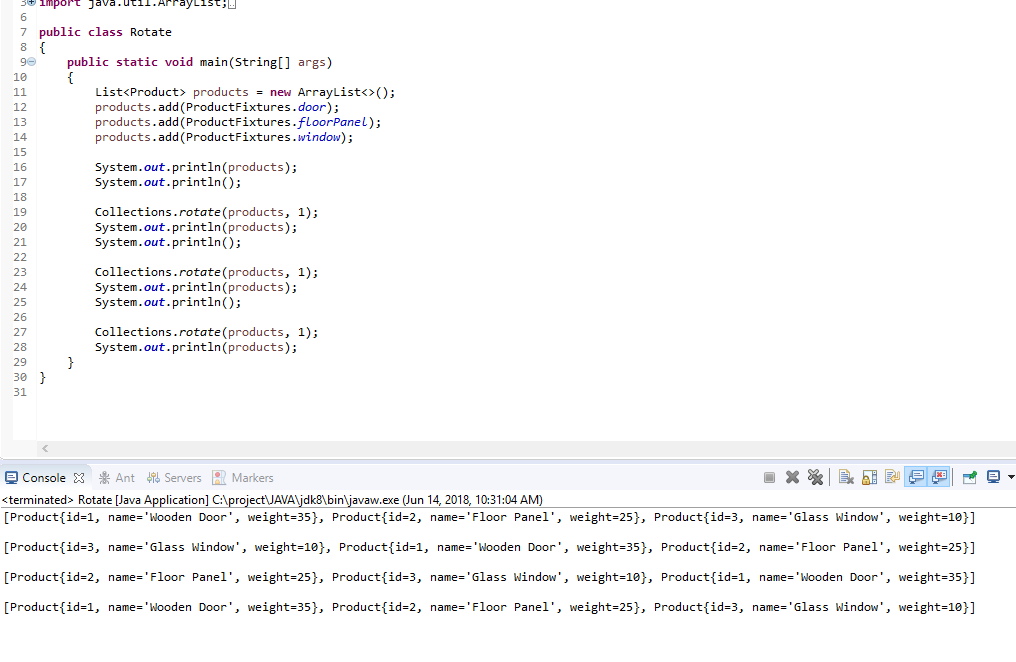 3 import java.util.ArrayList;
6
7 public class Rotate
8 {
9 public static void main(String[] args)
10 {
11 List<Product> products = new ArrayList<>();
12 products.add(ProductFixtures.door);
13 products.add(ProductFixtures.floorPanel);
14 products.add(ProductFixtures.window);
15
16 System.out.println(products);
17 System.out.println();
18
19 Collections.rotate(products, 1);
20 System.out.println(products);
21 System.out.println();
22
23 Collections.rotate(products, 1);
24 System.out.println(products);
25 System.out.println();
26
27 Collections.rotate(products, 1);
28 System.out.println(products);
29 }
30 }
31
Console Ant Servers Markers
<terminated> Rotate [Java Application] C:\project\JAVA\jdk8\bin\javaw.exe (Jun 14, 2018, 10:31:04 AM)
[Product{id=1, name='Wooden Door', weight=35}, Product{id=2, name='Floor Panel', weight=25}, Product{id=3, name='Glass Window', weight=10}]
[Product{id=3, name='Glass Window', weight=10}, Product{id=1, name='Wooden Door', weight=35}, Product{id=2, name='Floor Panel', weight=25}]
[Product{id=2, name='Floor Panel', weight=25}, Product{id=3, name='Glass Window', weight=10}, Product{id=1, name='Wooden Door', weight=35}]
[Product{id=1, name='Wooden Door', weight=35}, Product{id=2, name='Floor Panel', weight=25}, Product{id=3, name='Glass Window', weight=10}]